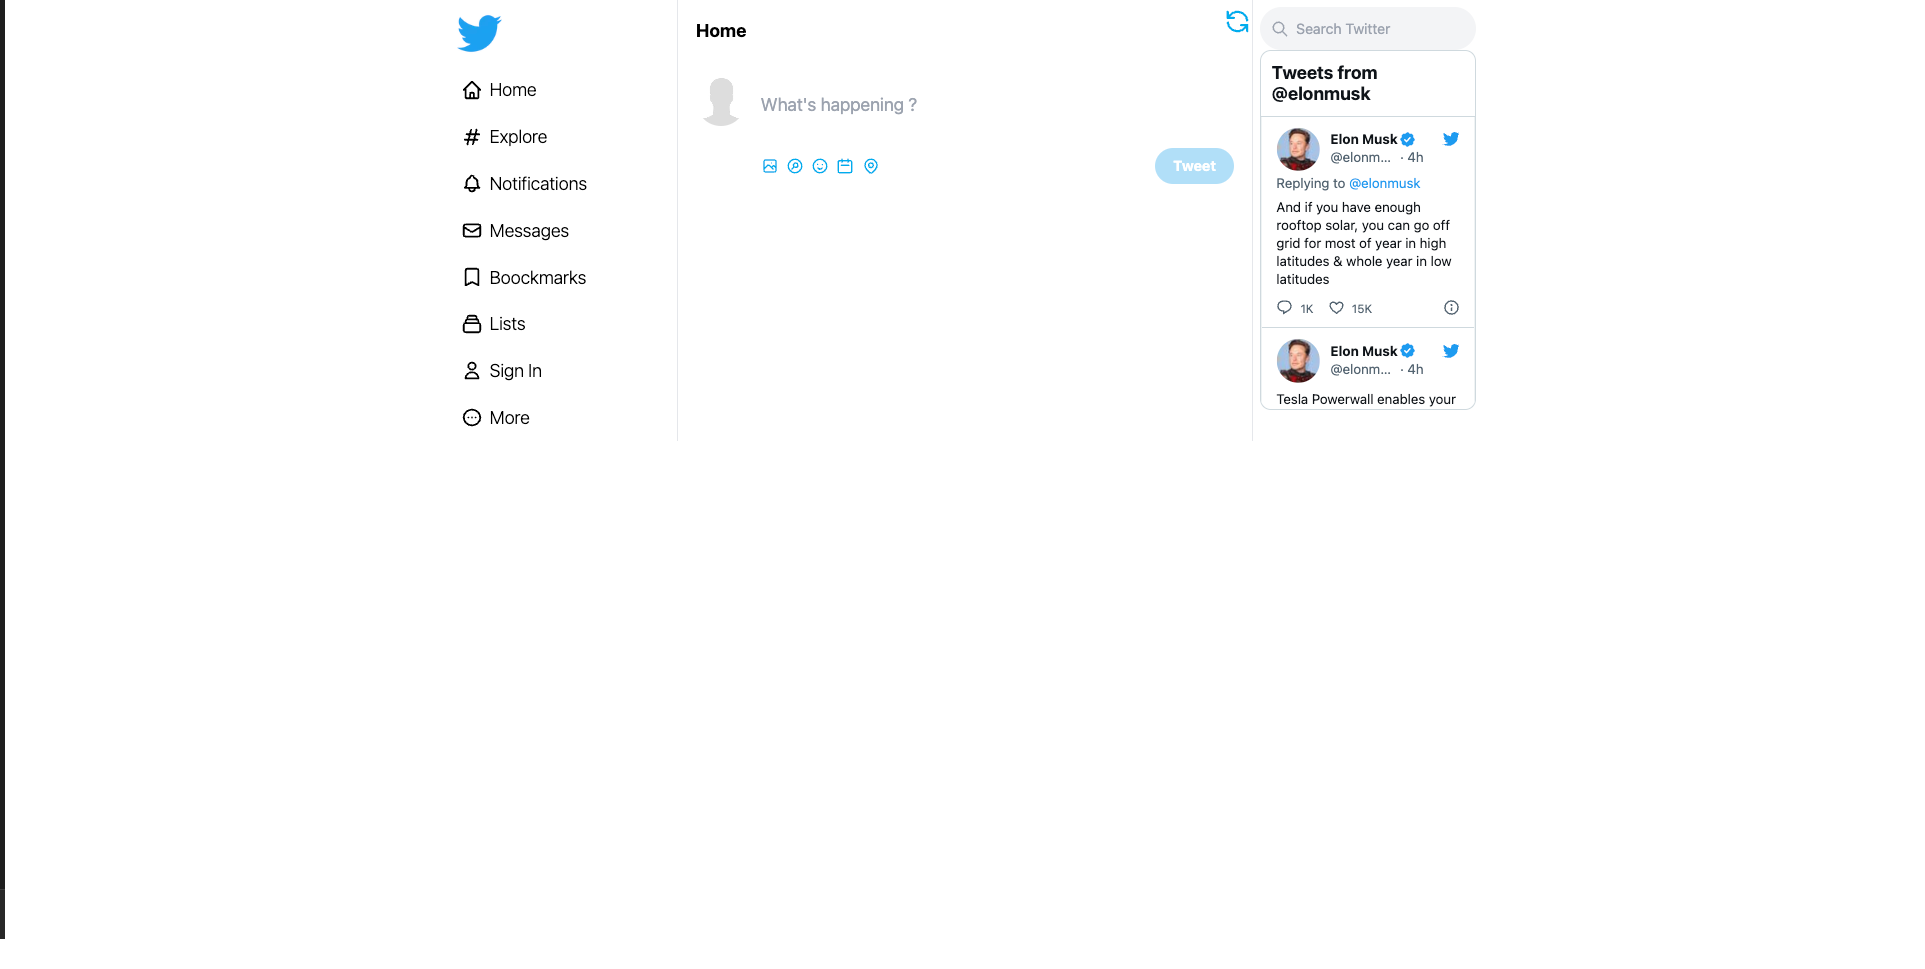 Home
Explore
Notifications
Messages
Boockmarks
Lists
Sign In
More
Home
What's happening ?
Tweet
Search Twitter
Tweets from
@elonmusk
Elon Musk
@elonm... · 4h
Replying to @elonmusk
And if you have enough
rooftop solar, you can go off
grid for most of year in high
latitudes & whole year in low
latitudes
1K 15K
Elon Musk
@elonm... · 4h
Tesla Powerwall enables your